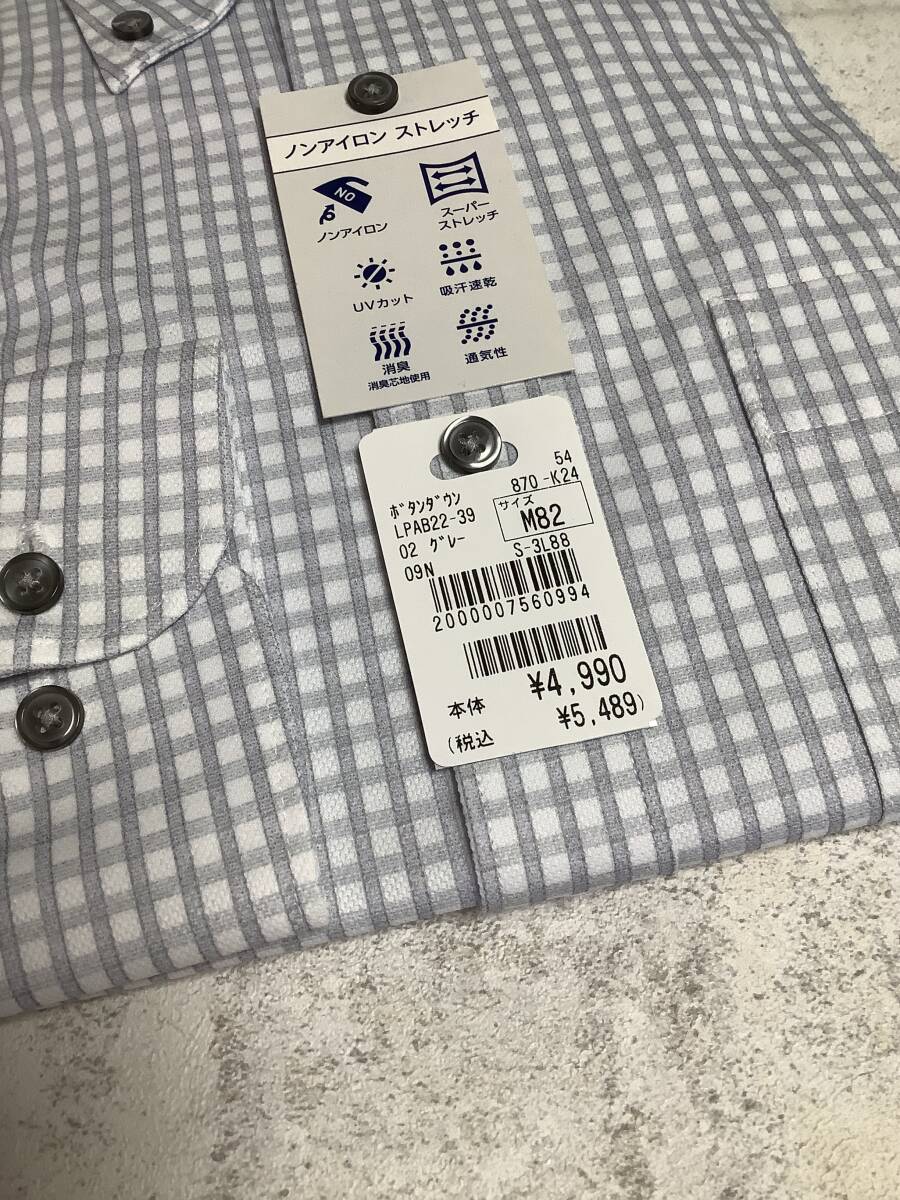 ノンアイロン ストレッチ
NO
ノンアイロン
スーパー
ストレッチ
UVカット
吸汗速乾
消臭
消臭芯地使用
通気性
54
870-K24
ボタンダウン
LPAB22-39
02 グレー
09N
サイズ
M82
S-3L88
2000007560994
本体 ¥4,990
(税込 ¥5,489)